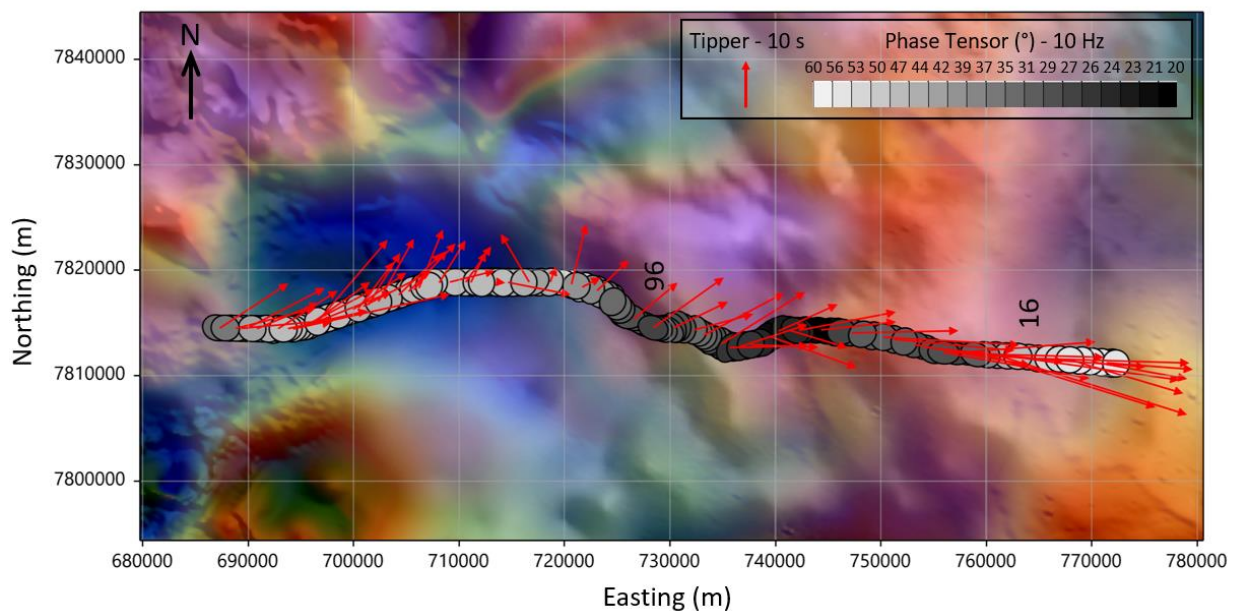 N
Tipper - 10 s
Phase Tensor (°) - 10 Hz
60 56 53 50 47 44 42 39 37 35 31 29 27 26 24 23 21 20
7840000
7830000
7820000
7810000
7800000
Northing (m)
96
16
680000 690000 700000 710000 720000 730000 740000 750000 760000 770000 780000
Easting (m)